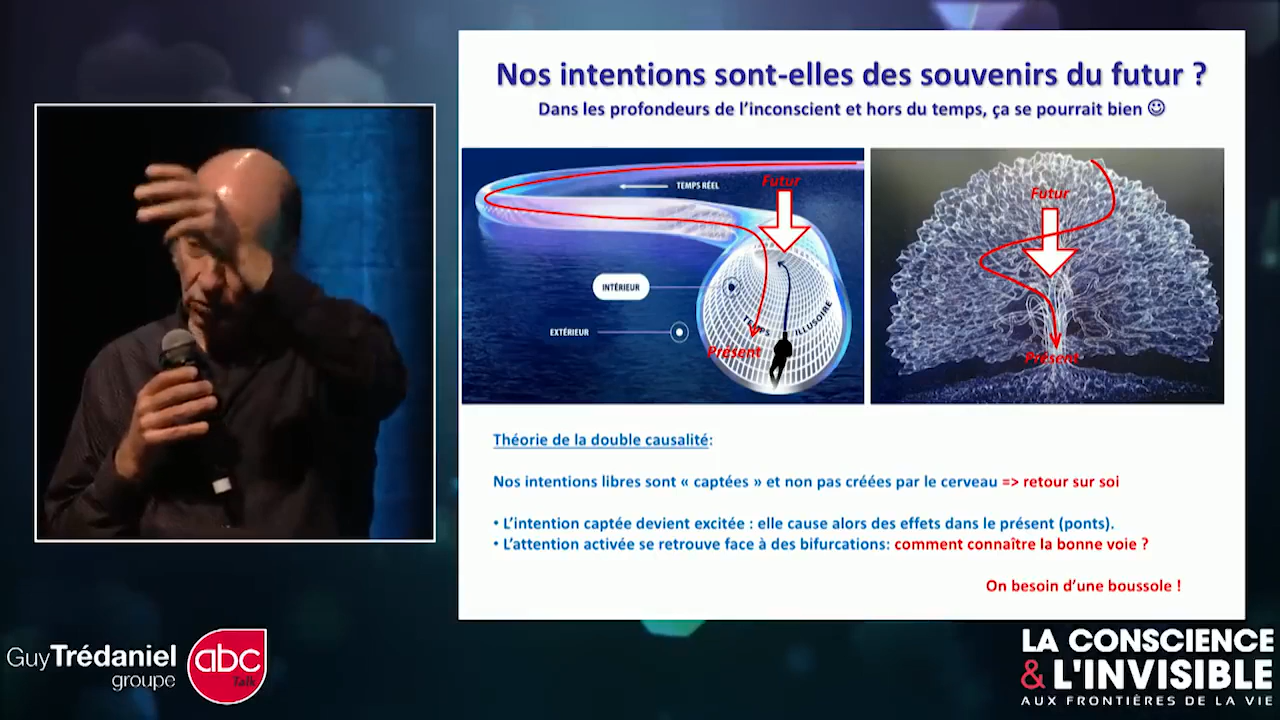 Nos intentions sont-elles des souvenirs du futur ?
Dans les profondeurs de l'inconscient et hors du temps, ça se pourrait bien ☺
TEMPS RÉEL
Futur
INTÉRIEUR
EXTÉRIEUR
TEMPS
ILLUSOIRE
Présent
Futur
Présent
Théorie de la double causalité:
Nos intentions libres sont « captées » et non pas créées par le cerveau => retour sur soi
• L'intention captée devient excitée : elle cause alors des effets dans le présent (ponts).
• L'attention activée se retrouve face à des bifurcations: comment connaître la bonne voie ?
On besoin d'une boussole !
Guy Trédaniel
groupe
abc
Talk
LA CONSCIENCE
& L'INVISIBLE
AUX FRONTIÈRES DE LA VIE